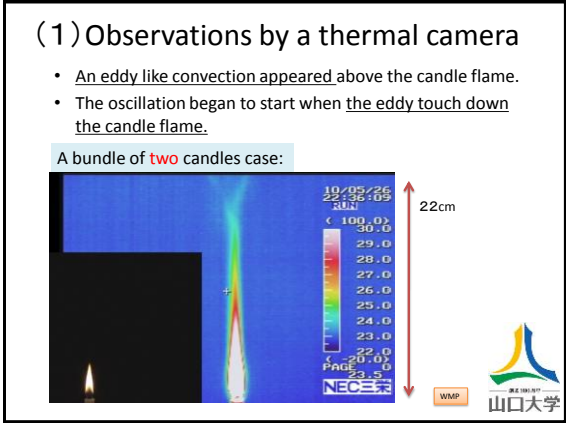 （１）Observations by a thermal camera
• An eddy like convection appeared above the candle flame.
• The oscillation began to start when the eddy touch down
the candle flame.
A bundle of two candles case:
10/05/26
22:36:09
RUN
( 100.0)
30.0
29.0
28.0
27.0
26.0
25.0
24.0
23.0
22.0
( -20.0)
PAGE 0
23.5
NEC三栄
22cm
WMP
山口大学